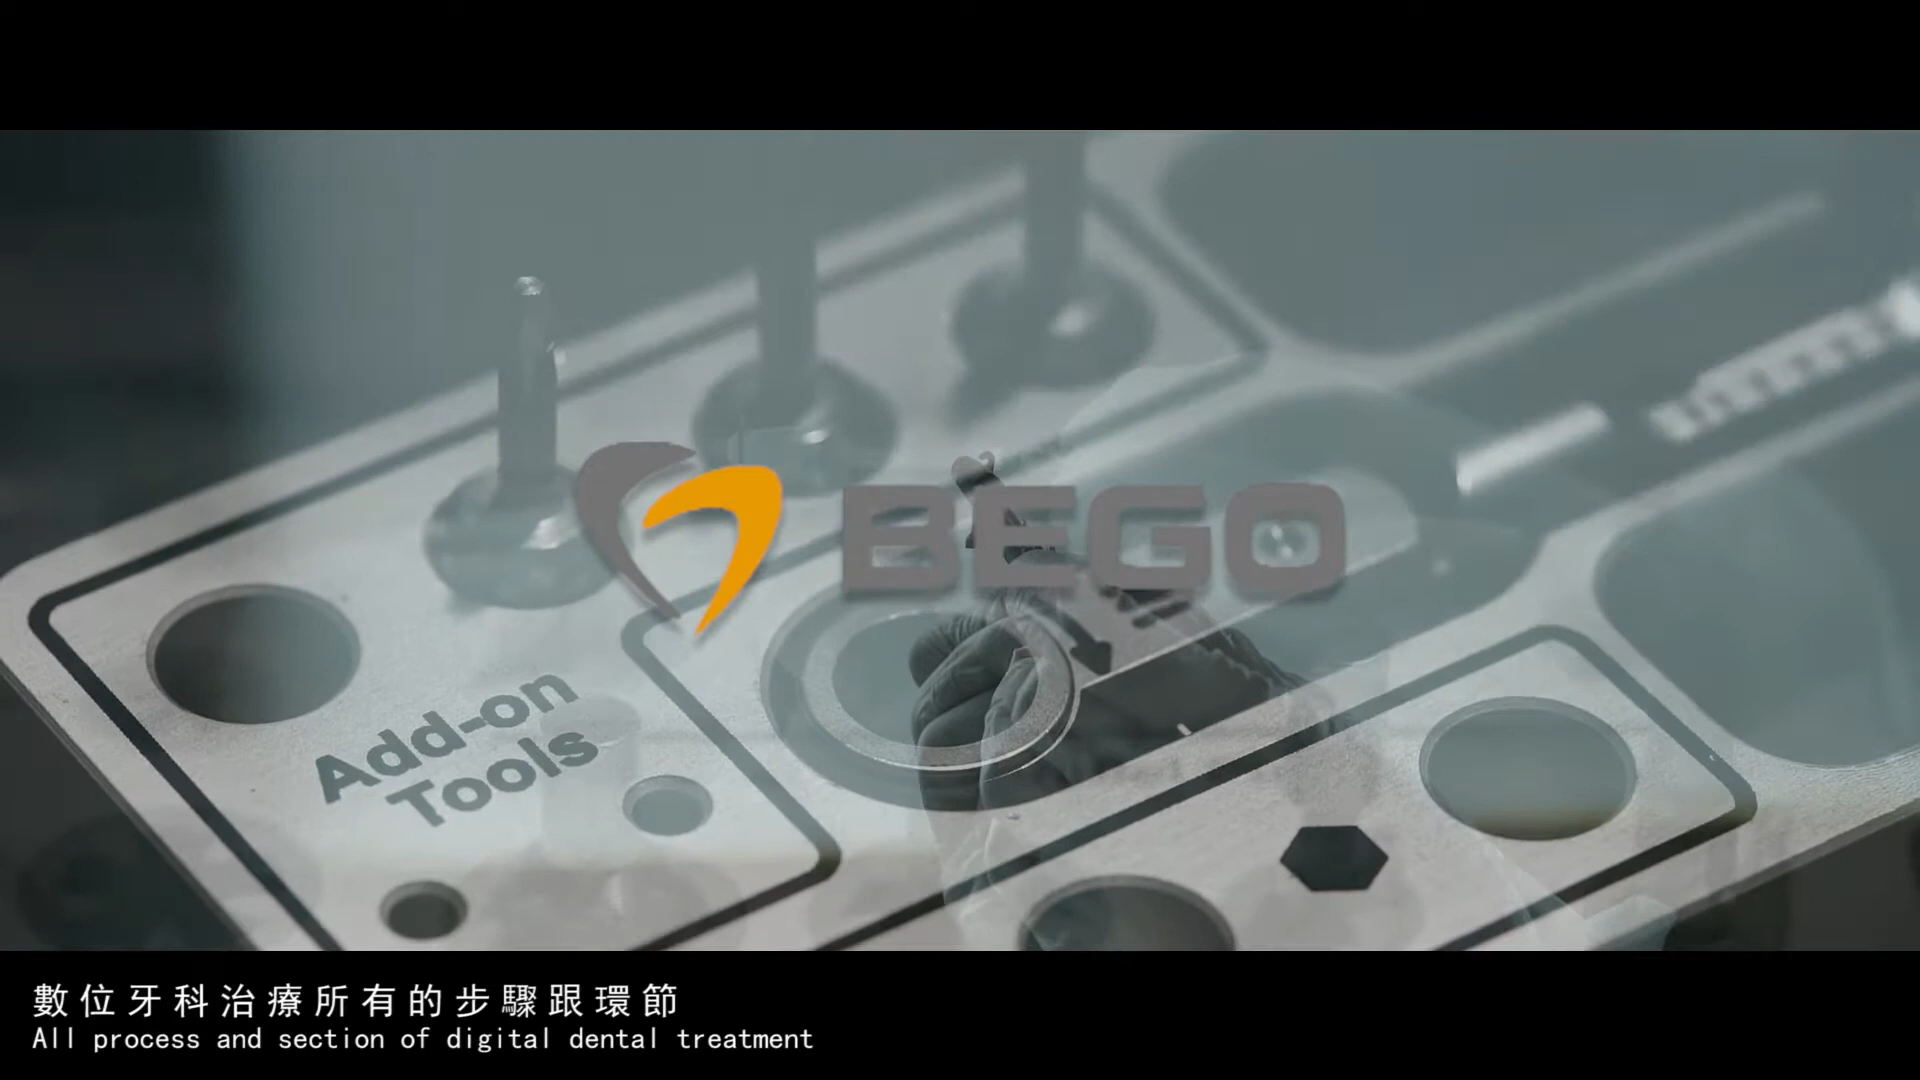 BEGO
Add-on
Tools
數位牙科治療所有的步驟跟環節
All process and section of digital dental treatment